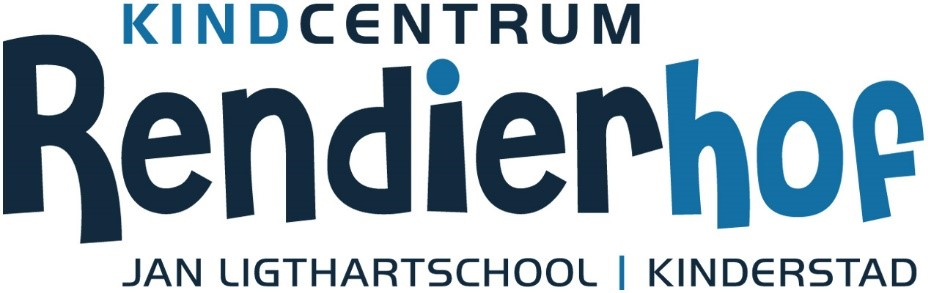 KINDCENTRUM
Rendierhof
JAN LIGTHARTSCHOOL | KINDERSTAD